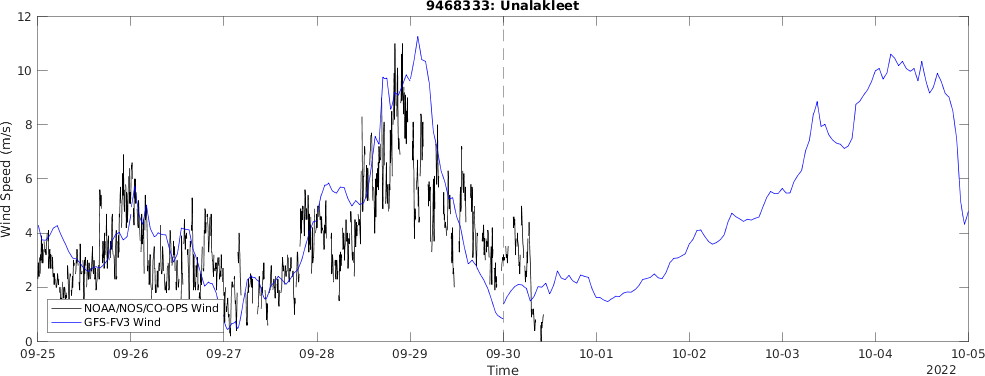 9468333: Unalakleet
12
10
8
6
4
2
0
Wind Speed (m/s)
NOAA/NOS/CO-OPS Wind
GFS-FV3 Wind
09-25 09-26 09-27 09-28 09-29 09-30 10-01 10-02 10-03 10-04 10-05
Time
2022